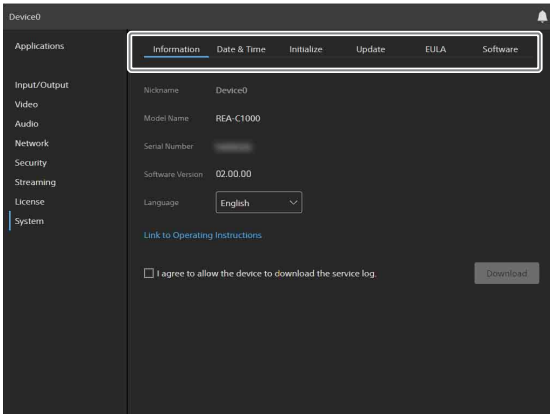 Device0
Applications
Information Date & Time Initialize Update EULA Software
Input/Output
Video
Audio
Network
Security
Streaming
License
System
Nickname Device0
Model Name REA-C1000
Serial Number
Software Version 02.00.00
Language English
Link to Operating Instructions
I agree to allow the device to download the service log. Download